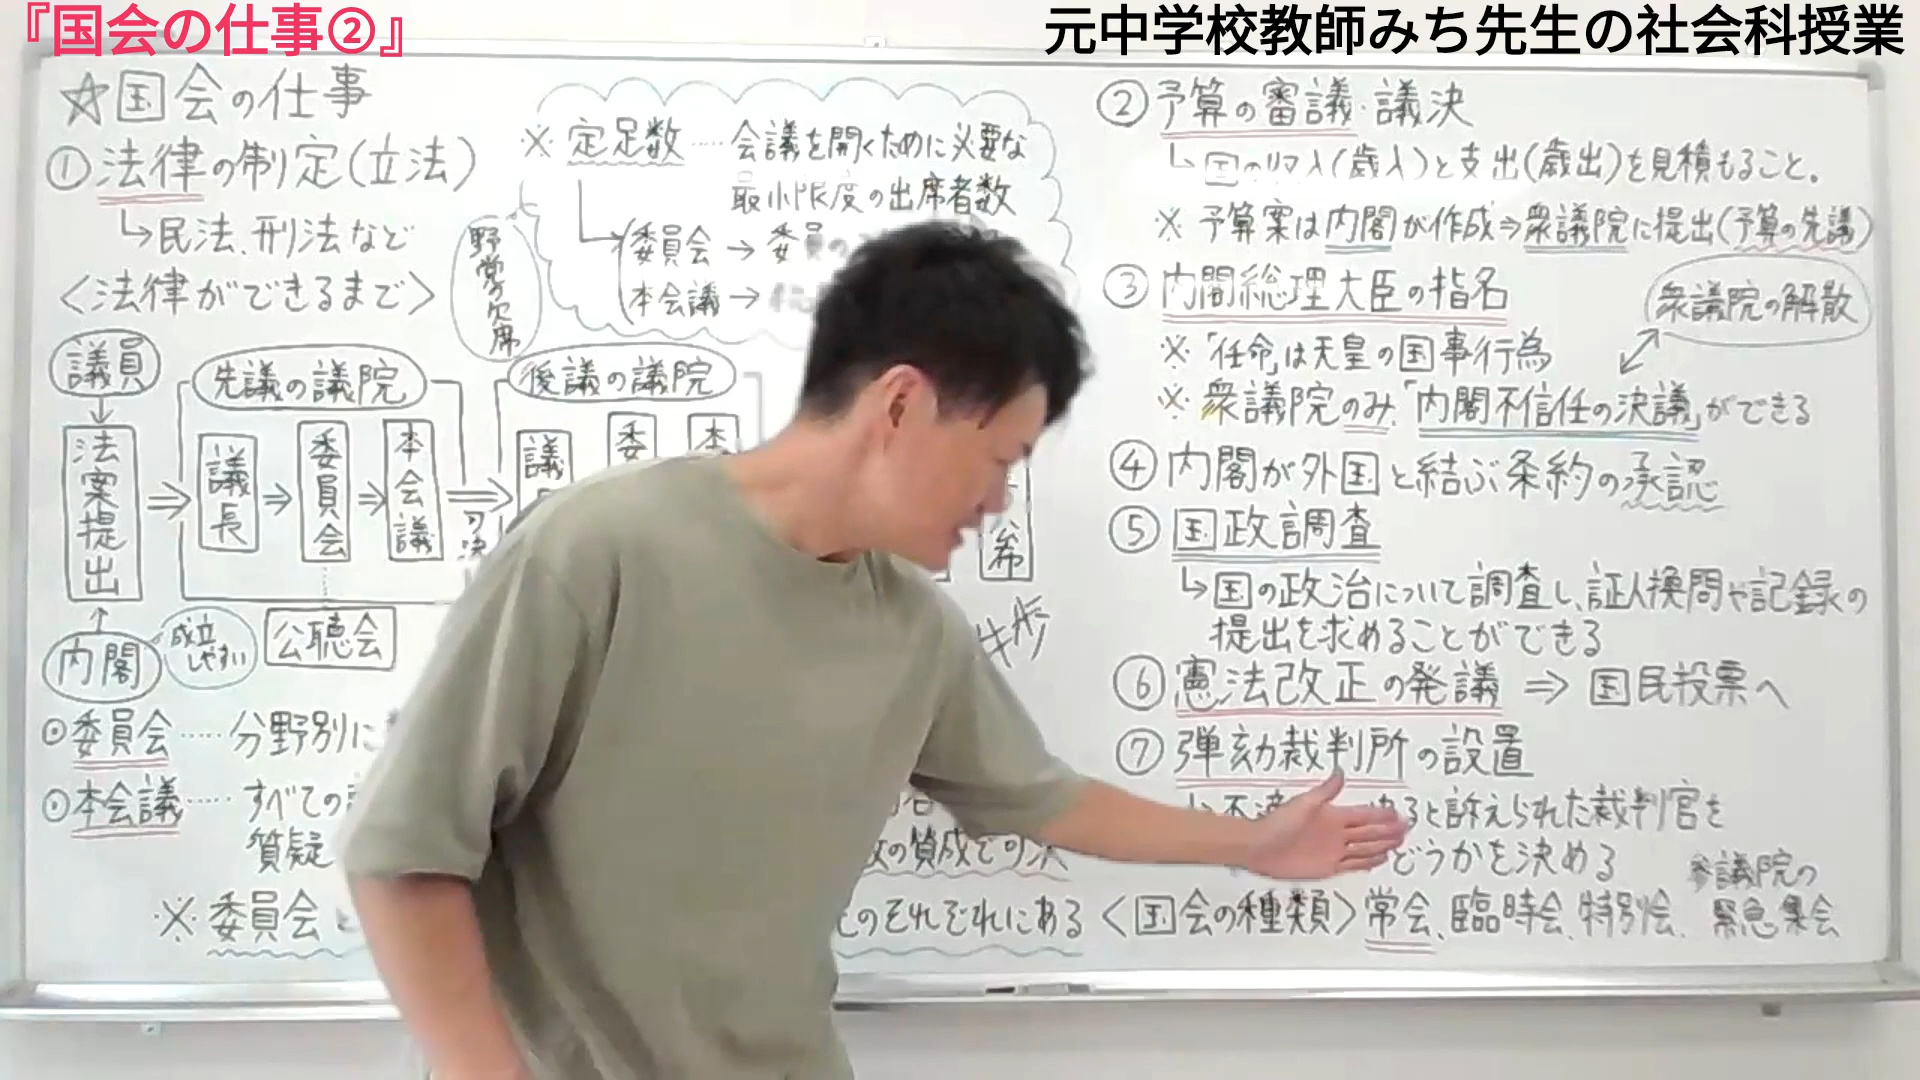 『国会の仕事②』
元中学校教師みち先生の社会科授業
☆国会の仕事
①法律の制定(立法)
↳民法、刑法など
〈法律ができるまで〉
※定足数……会議を開くために必要な
最小限度の出席者数
委員会→委員の
本会議→
野党の欠席
議員
法案提出
内閣
成立しやすい
先議の議院
議長
委員会
本会議
公聴会
可決
後議の議院
議
委
本
布
◎委員会……分野別に
◎本会議……すべての
質疑
の賛成で可決
※委員会と
のそれぞれにある
②予算の審議・議決
↳国の収入(歳入)と支出(歳出)を見積もること。
※予算案は内閣が作成⇒衆議院に提出(予算の先議)
③内閣総理大臣の指名
衆議院の解散
※「任命」は天皇の国事行為
※衆議院のみ「内閣不信任の決議」ができる
④内閣が外国と結ぶ条約の承認
⑤国政調査
↳国の政治について調査し、証人換問や記録の
提出を求めることができる
⑥憲法改正の発議⇒国民投票へ
⑦弾劾裁判所の設置
↳不適 ると訴えられた裁判官を
どうかを決める
〈国会の種類〉常会、臨時会、特別会、
参議院の
緊急集会